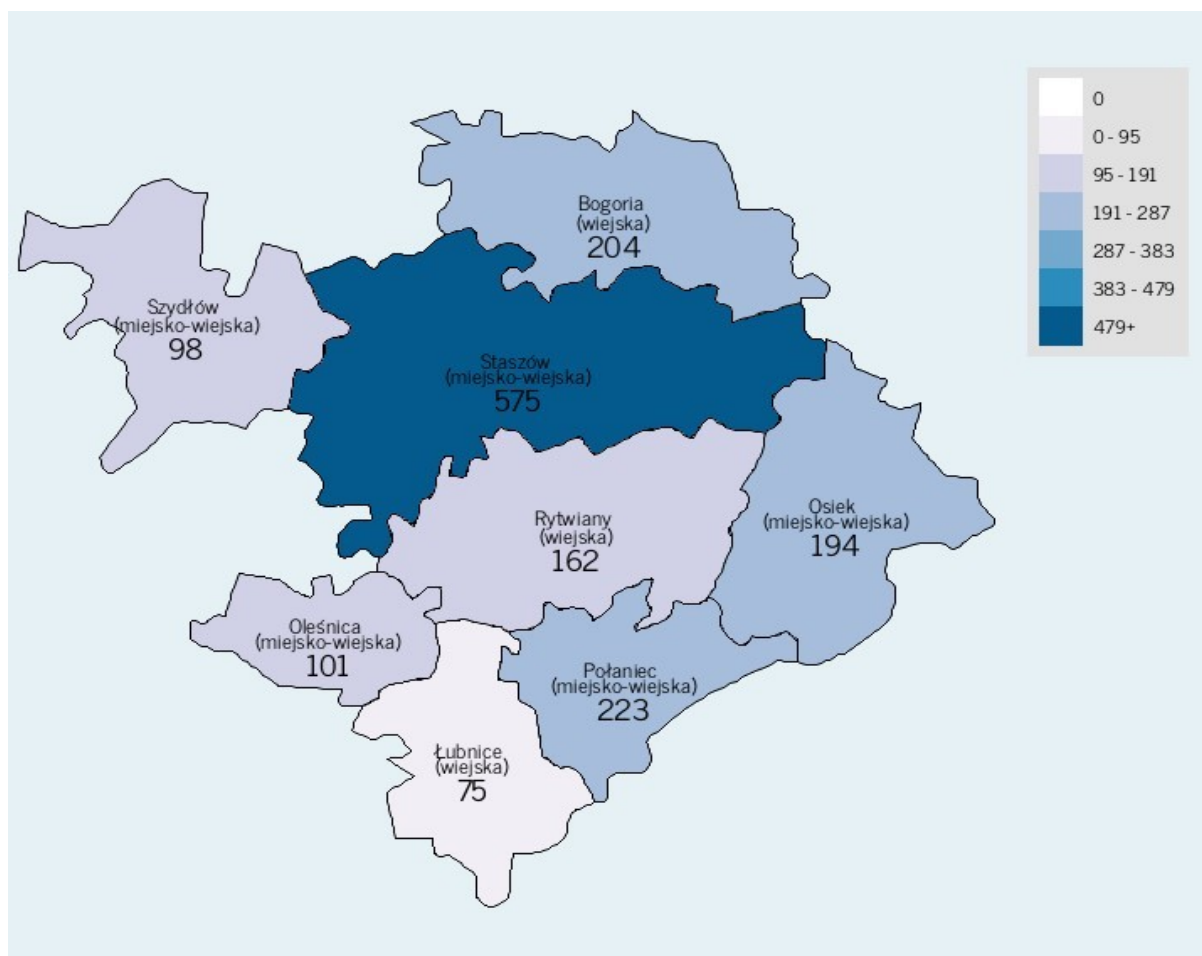 0
0 - 95
95 - 191
191 - 287
287 - 383
383 - 479
479+
Bogoria
(wiejska)
204
Szydłów
(miejsko-wiejska)
98
Staszów
(miejsko-wiejska)
575
Osiek
(miejsko-wiejska)
194
Rytwiany
(wiejska)
162
Oleśnica
(miejsko-wiejska)
101
Połaniec
(miejsko-wiejska)
223
Łubnice
(wiejska)
75